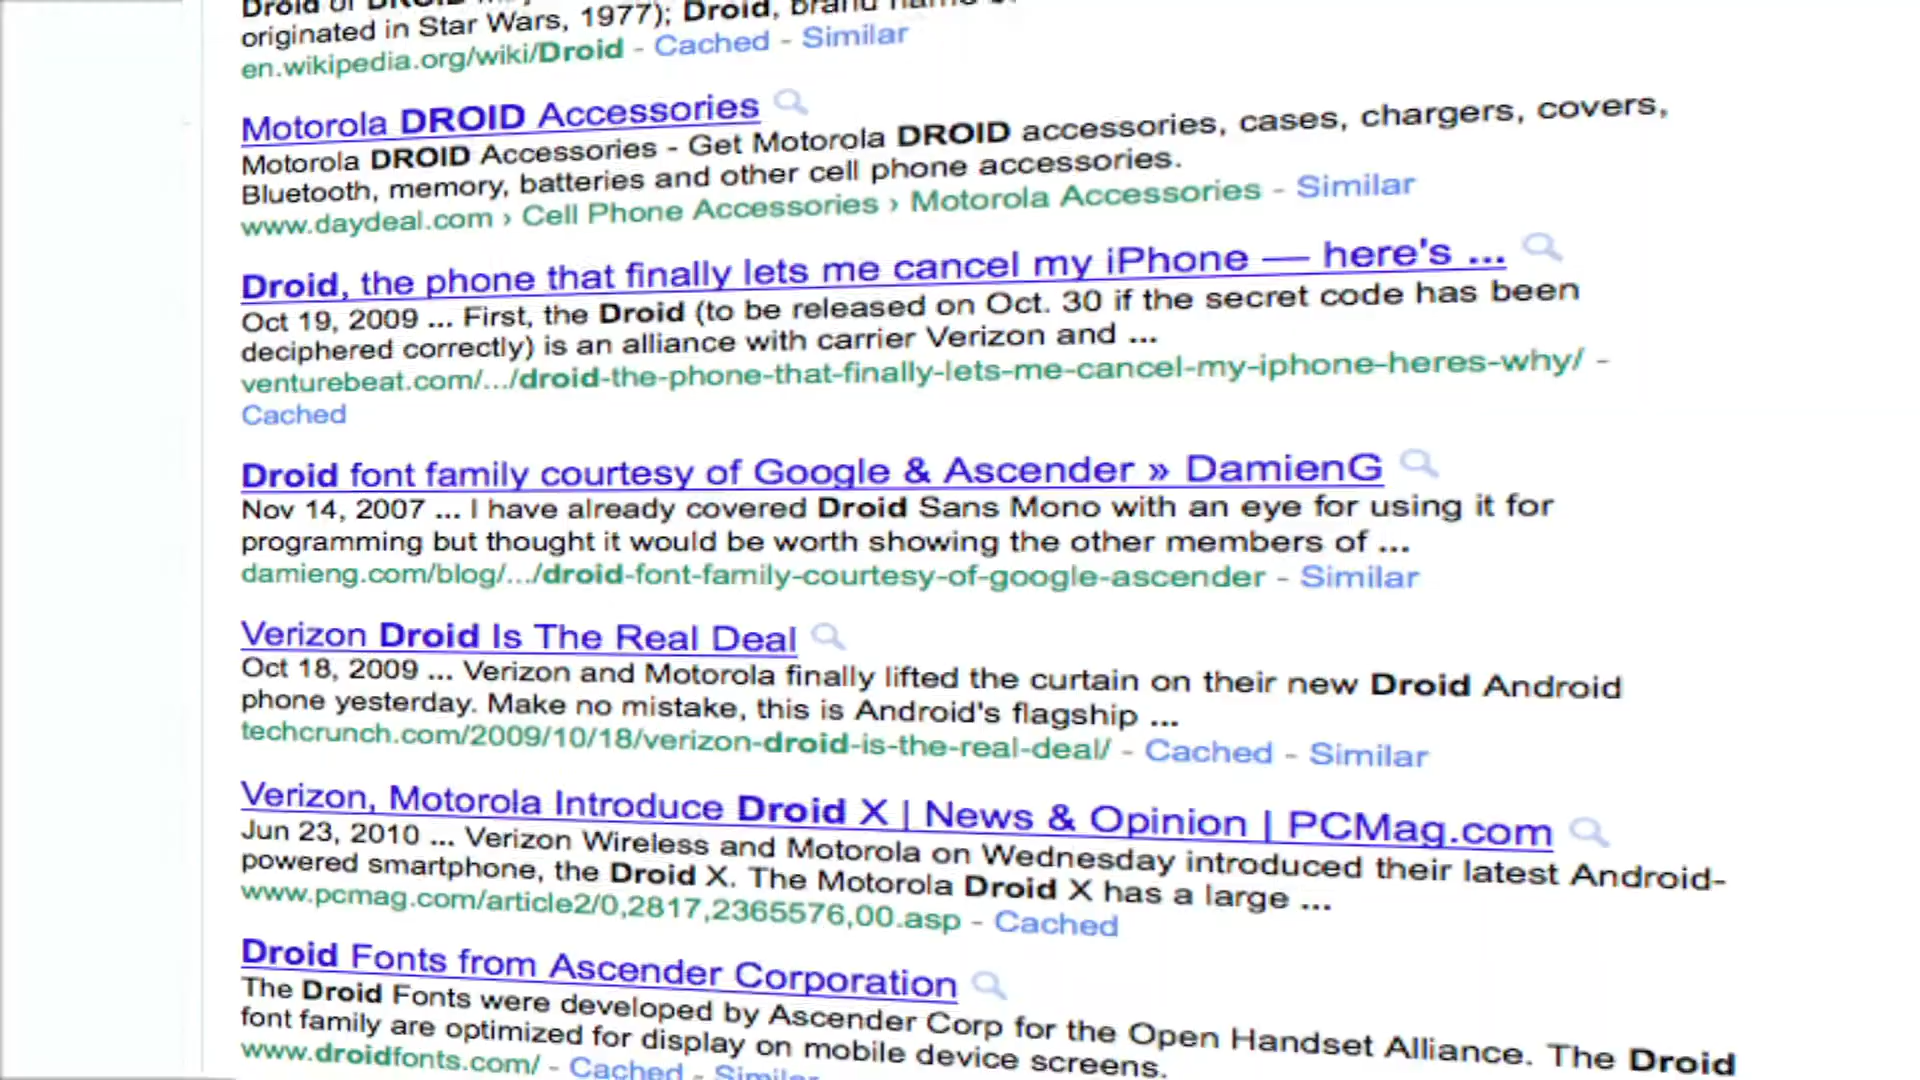 Droid or
originated in Star Wars, 1977); Droid, brand name
en.wikipedia.org/wiki/Droid - Cached - Similar
Motorola DROID Accessories
Motorola DROID Accessories - Get Motorola DROID accessories, cases, chargers, covers,
Bluetooth, memory, batteries and other cell phone accessories.
www.daydeal.com › Cell Phone Accessories › Motorola Accessories - Similar
Droid, the phone that finally lets me cancel my iPhone — here's ...
Oct 19, 2009 ... First, the Droid (to be released on Oct. 30 if the secret code has been
deciphered correctly) is an alliance with carrier Verizon and ...
venturebeat.com/.../droid-the-phone-that-finally-lets-me-cancel-my-iphone-heres-why/ -
Cached
Droid font family courtesy of Google & Ascender » DamienG
Nov 14, 2007 ... I have already covered Droid Sans Mono with an eye for using it for
programming but thought it would be worth showing the other members of ...
damieng.com/blog/.../droid-font-family-courtesy-of-google-ascender - Similar
Verizon Droid Is The Real Deal
Oct 18, 2009 ... Verizon and Motorola finally lifted the curtain on their new Droid Android
phone yesterday. Make no mistake, this is Android's flagship ...
techcrunch.com/2009/10/18/verizon-droid-is-the-real-deal/ - Cached - Similar
Verizon, Motorola Introduce Droid X | News & Opinion | PCMag.com
Jun 23, 2010 ... Verizon Wireless and Motorola on Wednesday introduced their latest Android-
powered smartphone, the Droid X. The Motorola Droid X has a large ...
www.pcmag.com/article2/0,2817,2365576,00.asp - Cached
Droid Fonts from Ascender Corporation
The Droid Fonts were developed by Ascender Corp for the Open Handset Alliance. The Droid
font family are optimized for display on mobile device screens.
www.droidfonts.com/ - Cached - Similar